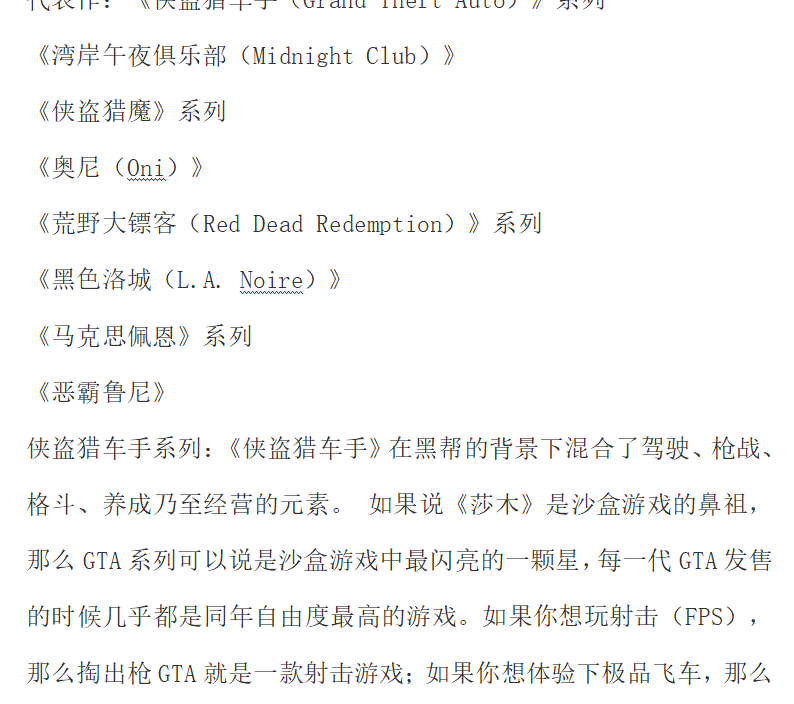 代表作：《侠盗猎车手（Grand Theft Auto）》系列
《湾岸午夜俱乐部（Midnight Club）》
《侠盗猎魔》系列
《奥尼（Oni）》
《荒野大镖客（Red Dead Redemption）》系列
《黑色洛城（L.A. Noire）》
《马克思佩恩》系列
《恶霸鲁尼》
侠盗猎车手系列：《侠盗猎车手》在黑帮的背景下混合了驾驶、枪战、
格斗、养成乃至经营的元素。 如果说《莎木》是沙盒游戏的鼻祖，
那么 GTA 系列可以说是沙盒游戏中最闪亮的一颗星，每一代 GTA 发售
的时候几乎都是同年自由度最高的游戏。如果你想玩射击（FPS），
那么掏出枪 GTA 就是一款射击游戏；如果你想体验下极品飞车，那么